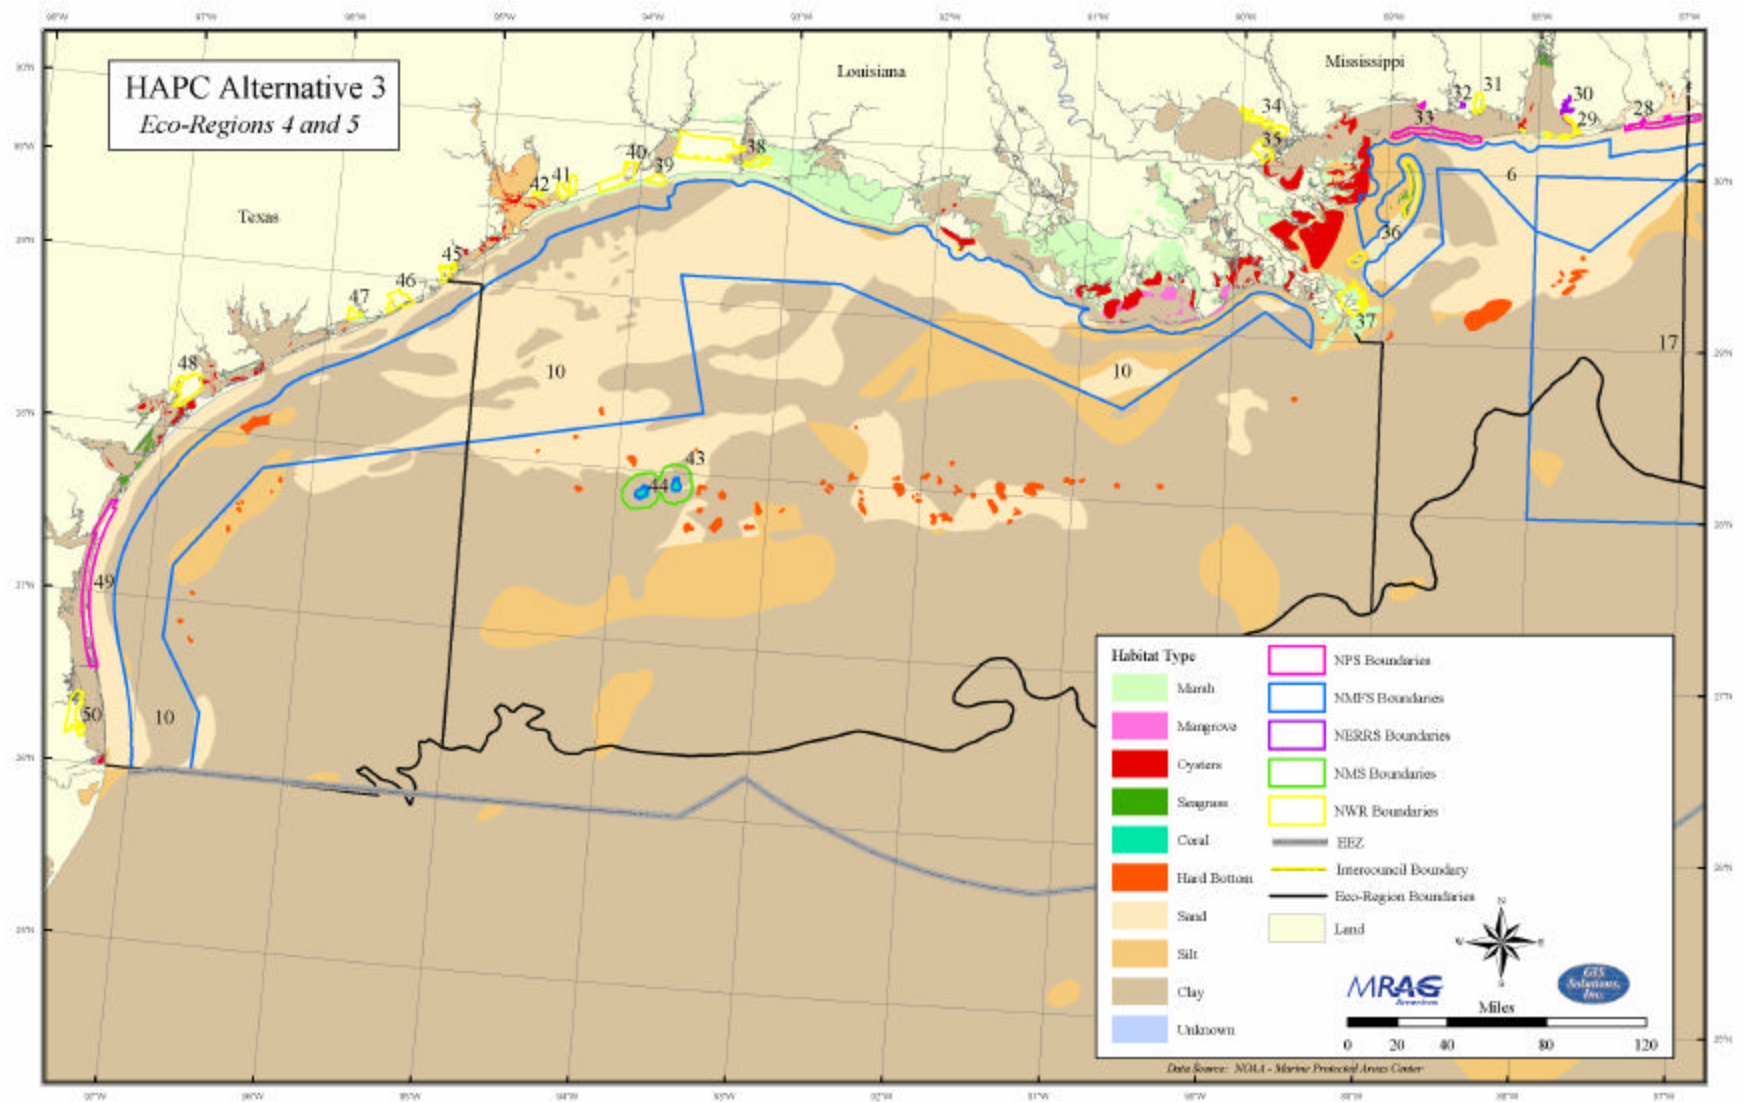 HAPC Alternative 3
Eco-Regions 4 and 5
Texas
Louisiana
Mississippi
34
35
33
32
31
30
29
28
6
36
37
17
38
39
40
41
42
45
46
47
48
10
10
43
44
49
50
10
Habitat Type
Marsh
Mangrove
Oysters
Seagrass
Coral
Hard Bottom
Sand
Silt
Clay
Unknown
NPS Boundaries
NMFS Boundaries
NERRS Boundaries
NMS Boundaries
NWR Boundaries
EEZ
Intercouncil Boundary
Eco-Region Boundaries
Land
N
W E
S
MRAG
Americas
GIS
Solutions,
Inc.
Miles
0 20 40 80 120
Data Source: NOAA - Marine Protected Areas Center